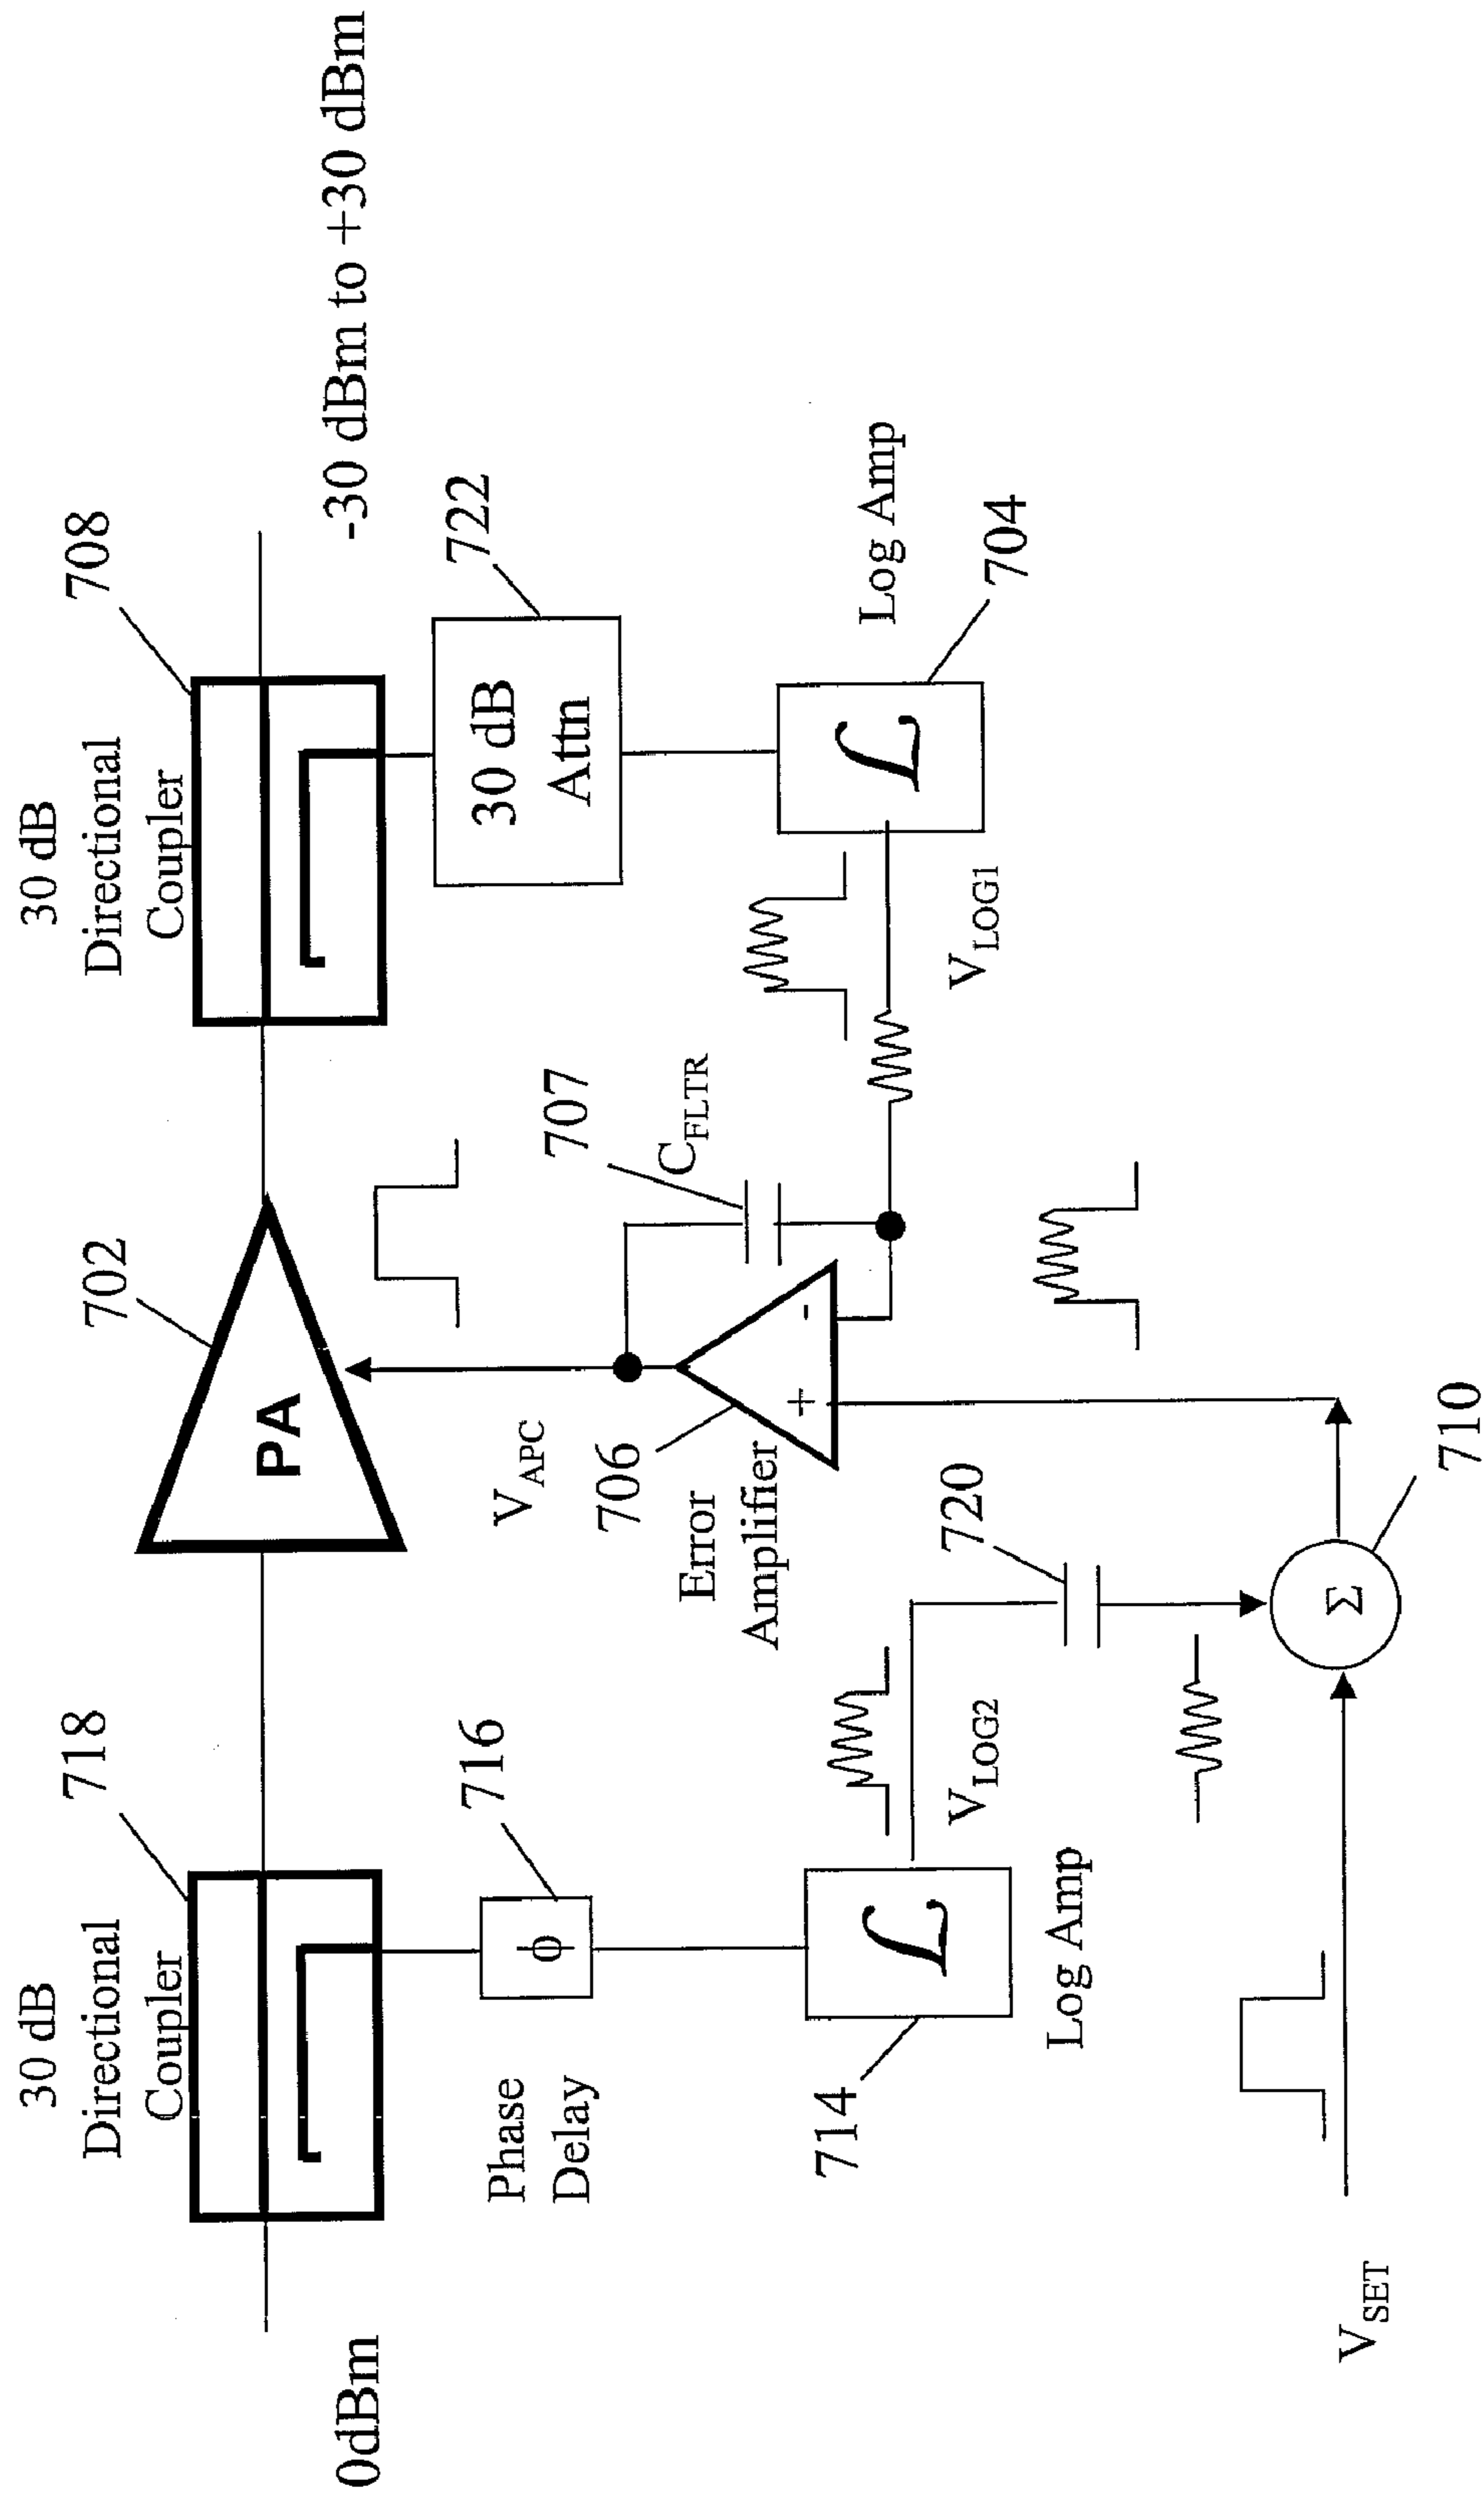 30 dB
Directional
Coupler
718
702
30 dB
Directional
Coupler
708
0dBm
PA
-30 dBm to +30 dBm
Phase
Delay
716
ϕ
V_APC
707
C_FLTR
30 dB
Attn
722
706
Error
Amplifier
+
-
714
ℒ
Log Amp
V_LOG2
720
V_LOG1
ℒ
Log Amp
704
V_SET
Σ
710